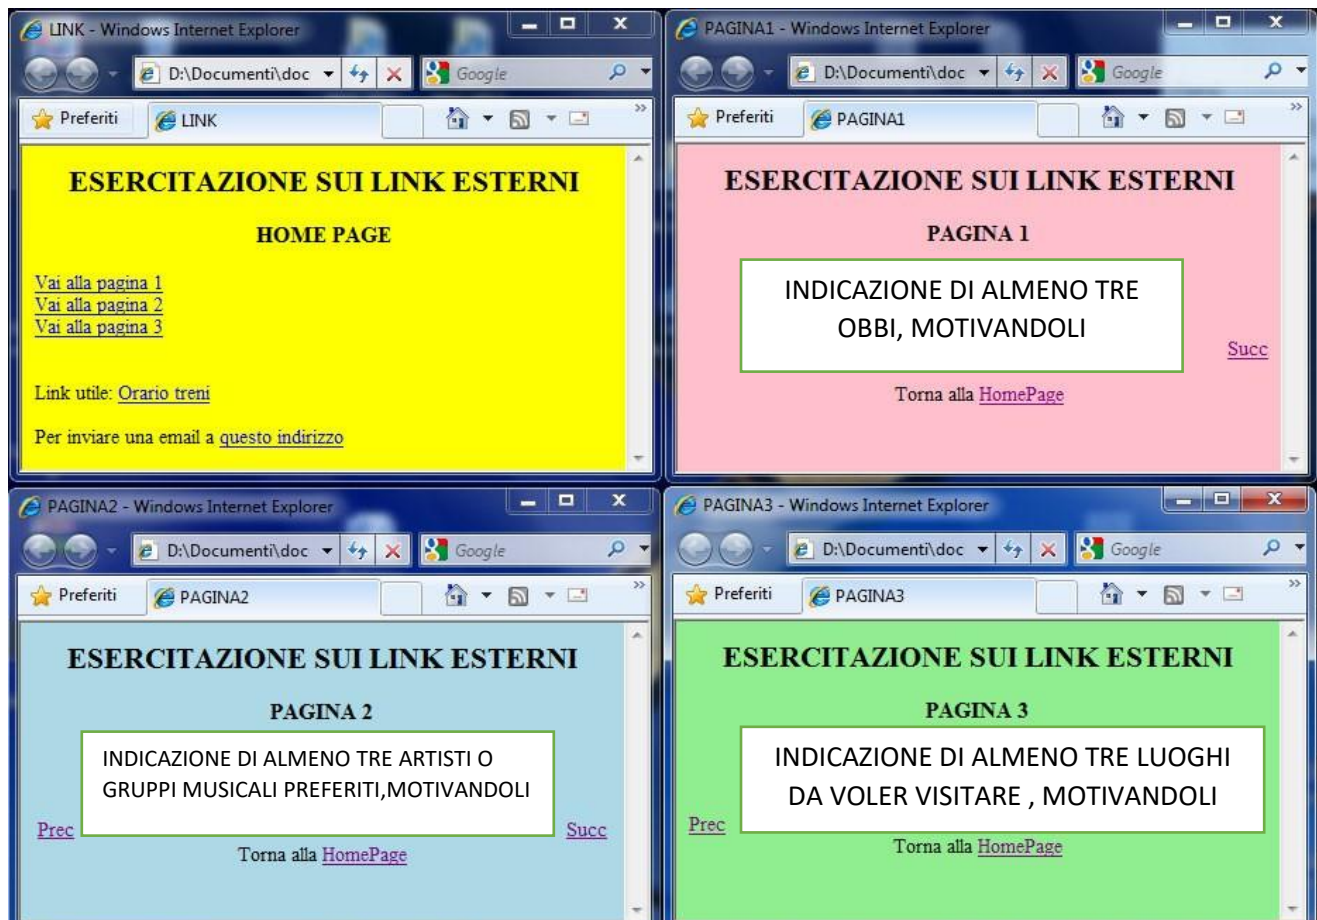 LINK - Windows Internet Explorer
D:\Documenti\doc
Google
Preferiti
LINK
»
ESERCITAZIONE SUI LINK ESTERNI
HOME PAGE
Vai alla pagina 1
Vai alla pagina 2
Vai alla pagina 3
Link utile: Orario treni
Per inviare una email a questo indirizzo
PAGINA1 - Windows Internet Explorer
D:\Documenti\doc
Google
Preferiti
PAGINA1
»
ESERCITAZIONE SUI LINK ESTERNI
PAGINA 1
INDICAZIONE DI ALMENO TRE
OBBI, MOTIVANDOLI
Succ
Torna alla HomePage
PAGINA2 - Windows Internet Explorer
D:\Documenti\doc
Google
Preferiti
PAGINA2
»
ESERCITAZIONE SUI LINK ESTERNI
PAGINA 2
INDICAZIONE DI ALMENO TRE ARTISTI O
GRUPPI MUSICALI PREFERITI,MOTIVANDOLI
Prec Succ
Torna alla HomePage
PAGINA3 - Windows Internet Explorer
D:\Documenti\doc
Google
Preferiti
PAGINA3
»
ESERCITAZIONE SUI LINK ESTERNI
PAGINA 3
INDICAZIONE DI ALMENO TRE LUOGHI
DA VOLER VISITARE , MOTIVANDOLI
Prec
Torna alla HomePage